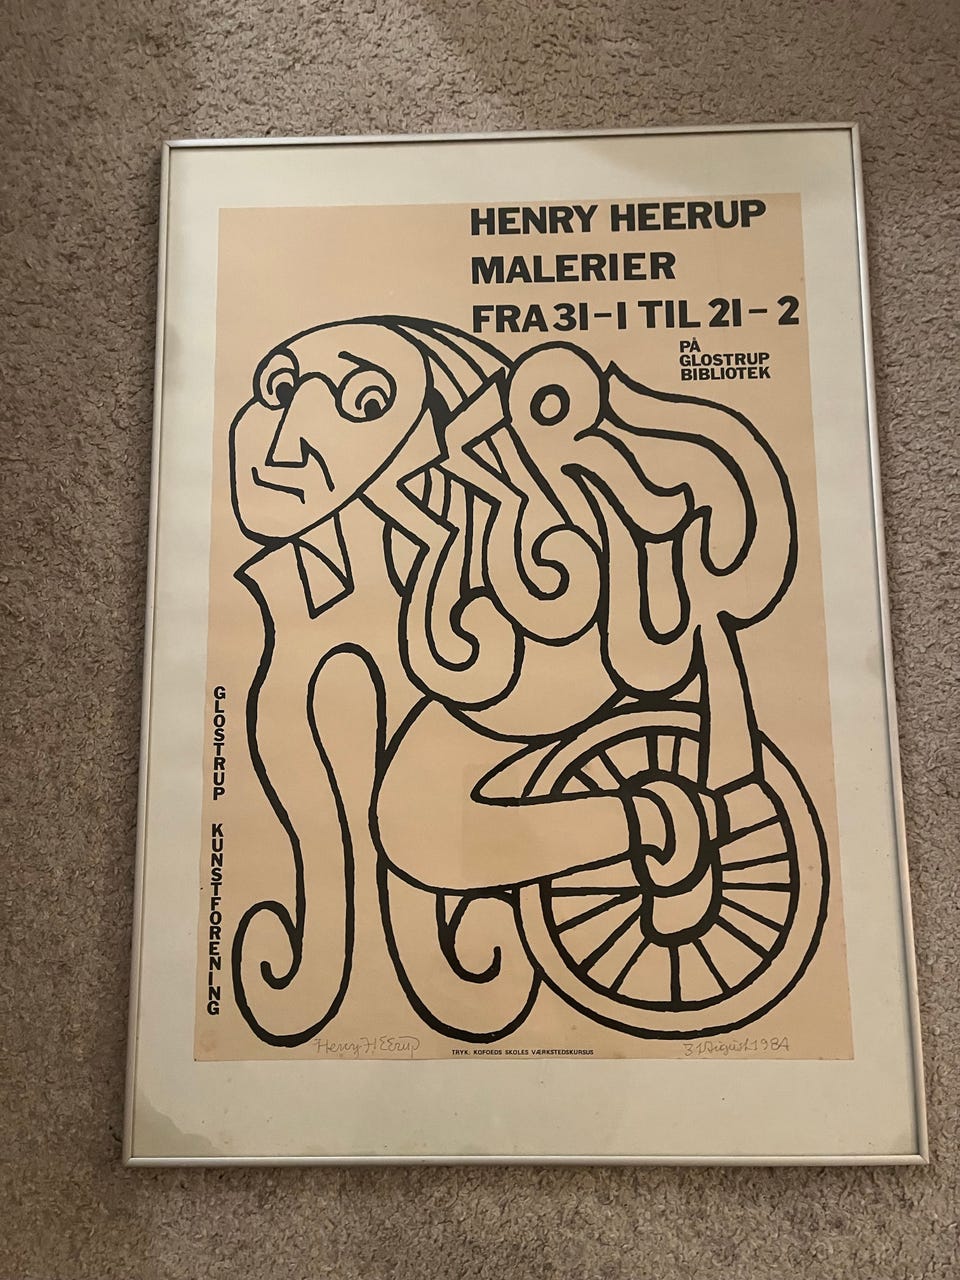 HENRY HEERUP
MALERIER
FRA 31-1 TIL 21-2
PÅ
GLOSTRUP
BIBLIOTEK
HEERUP
GLOSTRUP KUNSTFORENING
Henry HEErup
TRYK: KOFOEDS SKOLES VÆRKSTEDSKURSUS
31 August 1984